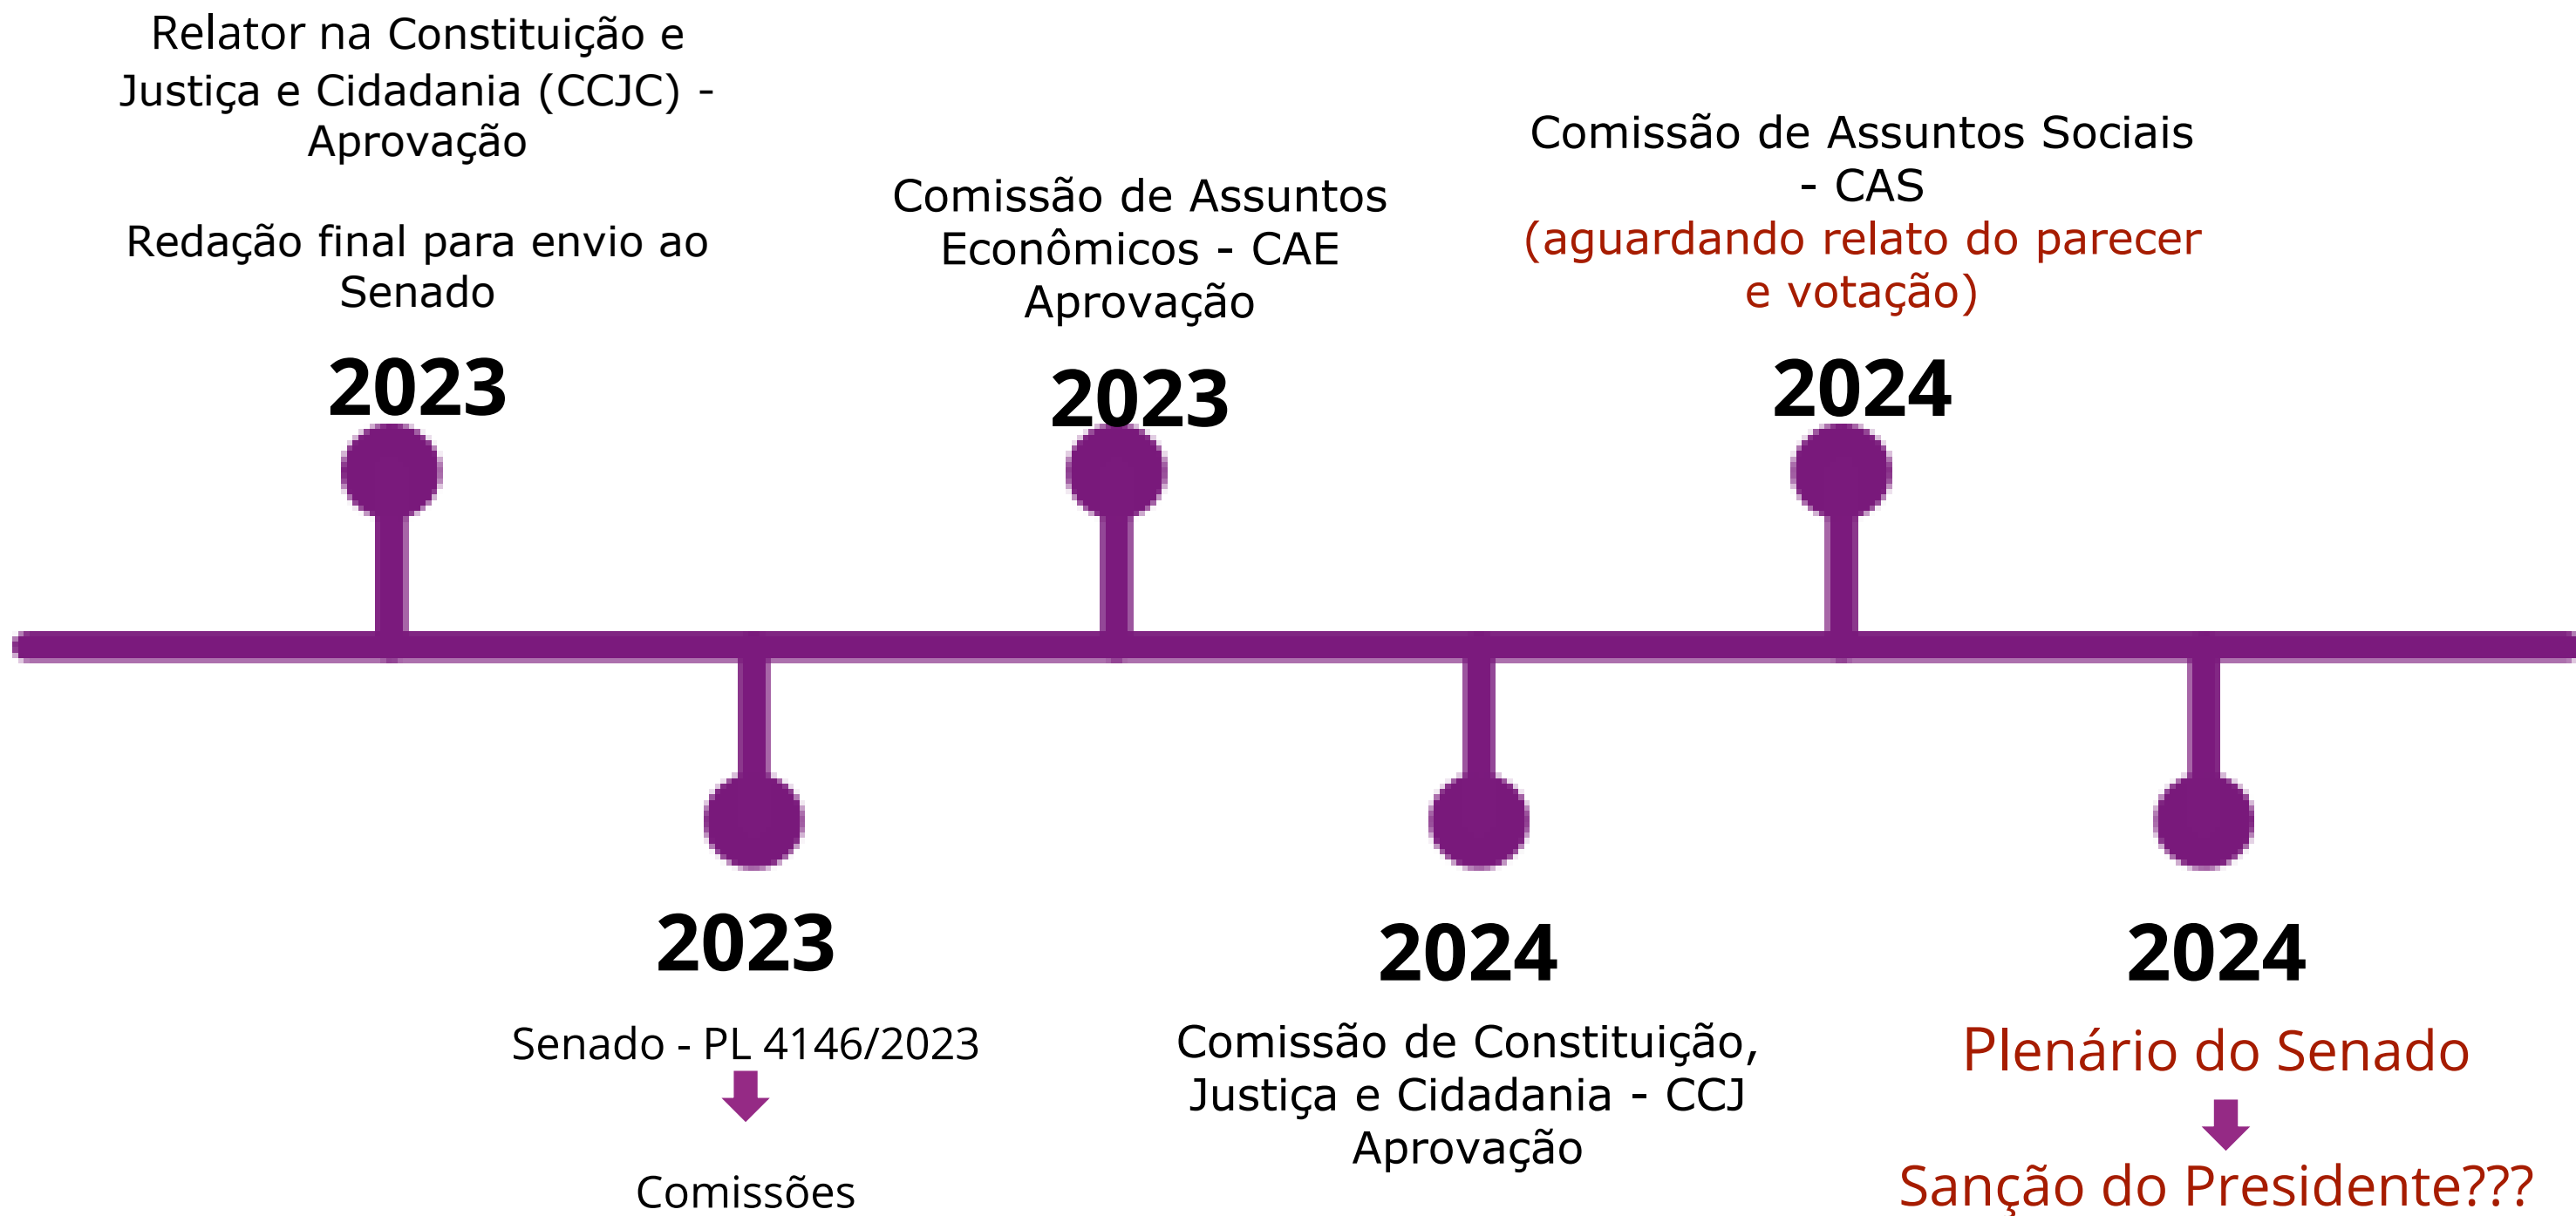 Relator na Constituição e
Justiça e Cidadania (CCJC) -
Aprovação
Redação final para envio ao
Senado
2023
2023
Senado - PL 4146/2023
Comissões
Comissão de Assuntos
Econômicos - CAE
Aprovação
2023
2024
Comissão de Constituição,
Justiça e Cidadania - CCJ
Aprovação
Comissão de Assuntos Sociais
- CAS
(aguardando relato do parecer
e votação)
2024
2024
Plenário do Senado
Sanção do Presidente???